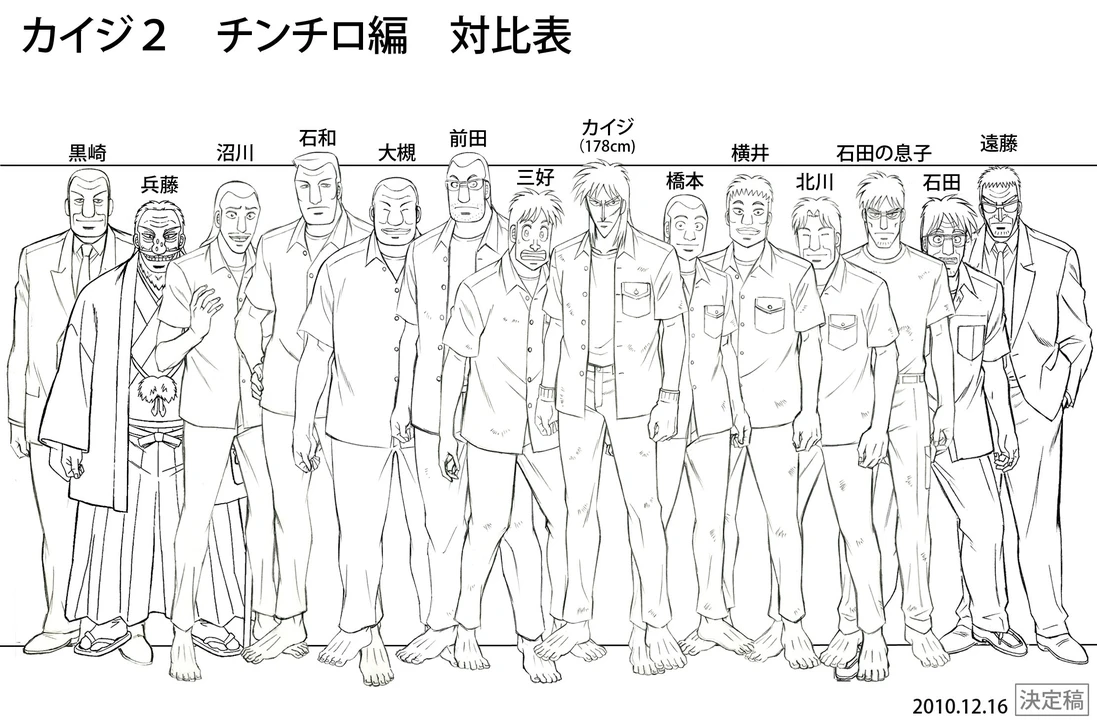 カイジ２　チンチロ編　対比表
黒崎
兵藤
沼川
石和
大槻
前田
三好
カイジ
(178cm)
橋本
横井
北川
石田の息子
石田
遠藤
2010.12.16 決定稿